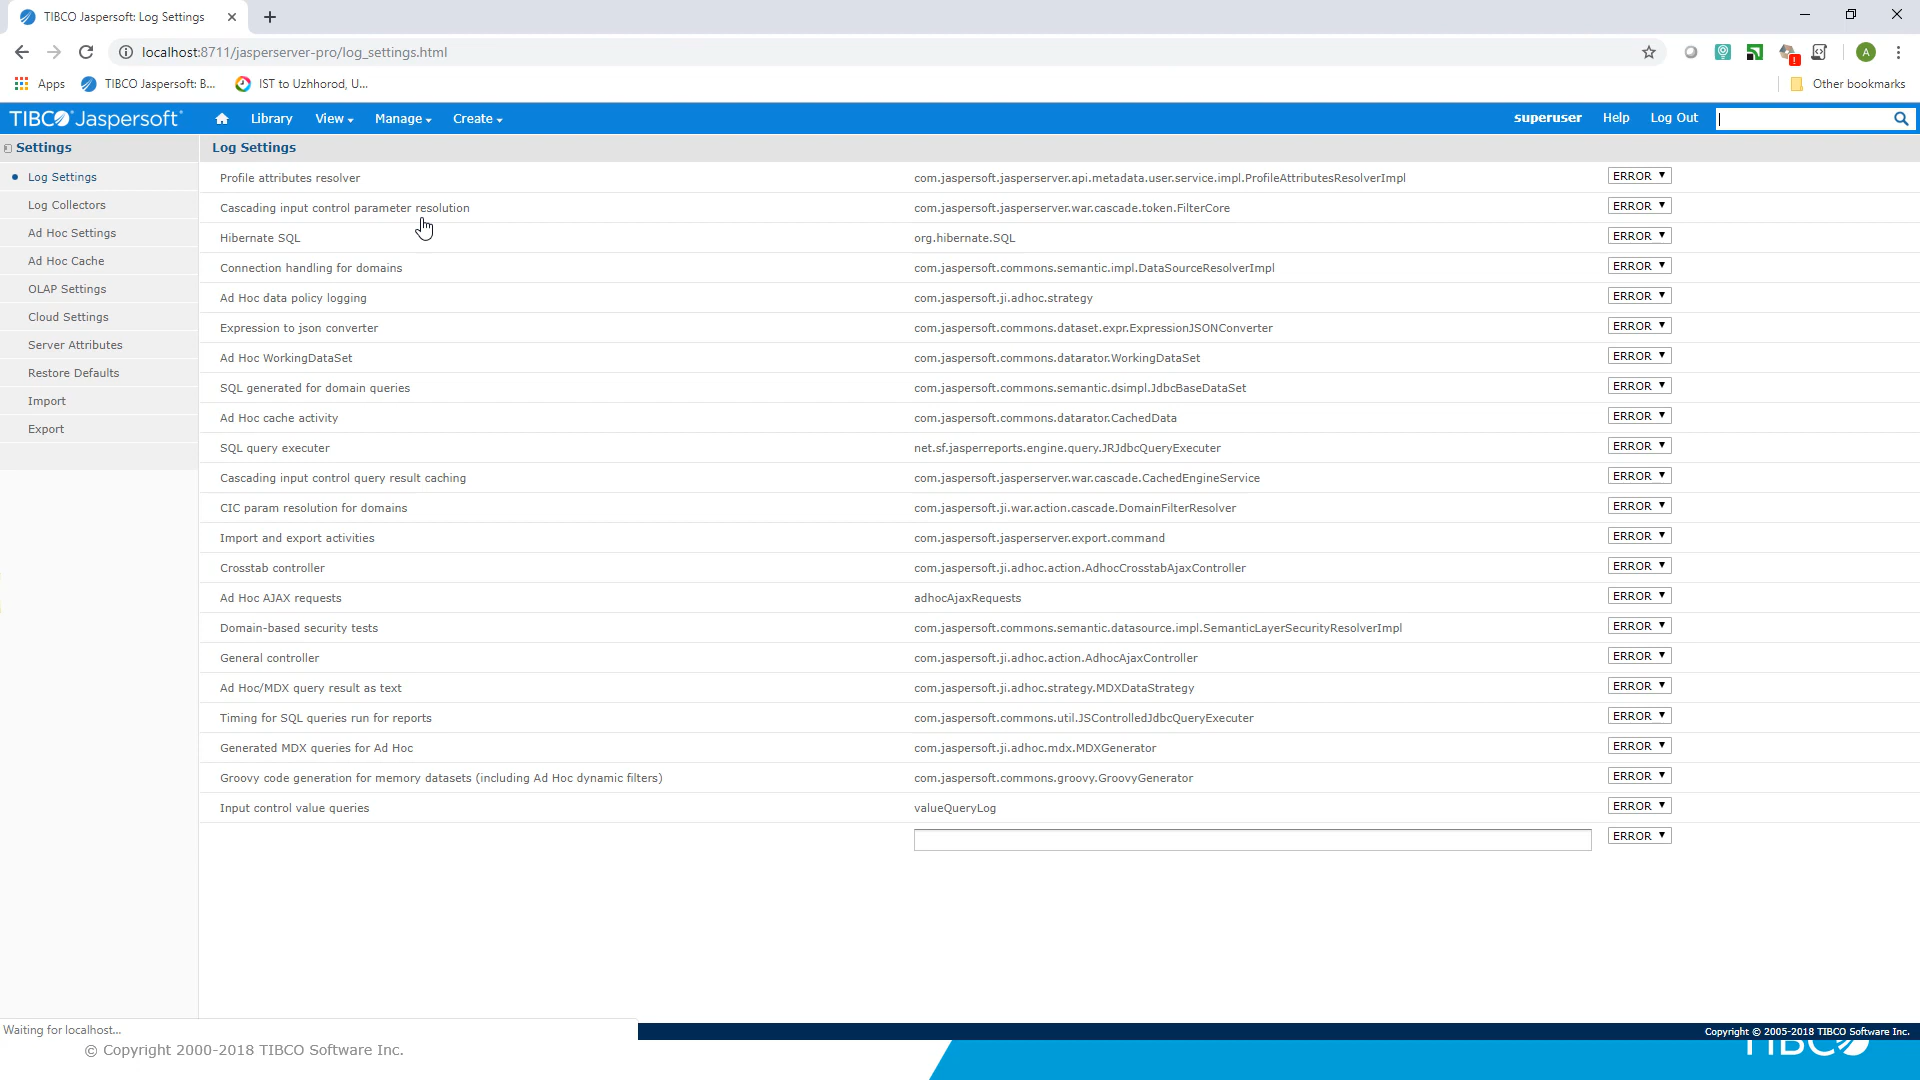 TIBCO Jaspersoft: Log Settings
localhost:8711/jasperserver-pro/log_settings.html
A
Apps TIBCO Jaspersoft: B... IST to Uzhhorod, U... Other bookmarks
TIBCO Jaspersoft Library View Manage Create superuser Help Log Out
Settings
Log Settings
Log Collectors
Ad Hoc Settings
Ad Hoc Cache
OLAP Settings
Cloud Settings
Server Attributes
Restore Defaults
Import
Export
Log Settings
Profile attributes resolver com.jaspersoft.jasperserver.api.metadata.user.service.impl.ProfileAttributesResolverImpl ERROR
Cascading input control parameter resolution com.jaspersoft.jasperserver.war.cascade.token.FilterCore ERROR
Hibernate SQL org.hibernate.SQL ERROR
Connection handling for domains com.jaspersoft.commons.semantic.impl.DataSourceResolverImpl ERROR
Ad Hoc data policy logging com.jaspersoft.ji.adhoc.strategy ERROR
Expression to json converter com.jaspersoft.commons.dataset.expr.ExpressionJSONConverter ERROR
Ad Hoc WorkingDataSet com.jaspersoft.commons.datarator.WorkingDataSet ERROR
SQL generated for domain queries com.jaspersoft.commons.semantic.dsimpl.JdbcBaseDataSet ERROR
Ad Hoc cache activity com.jaspersoft.commons.datarator.CachedData ERROR
SQL query executer net.sf.jasperreports.engine.query.JRJdbcQueryExecuter ERROR
Cascading input control query result caching com.jaspersoft.jasperserver.war.cascade.CachedEngineService ERROR
CIC param resolution for domains com.jaspersoft.ji.war.action.cascade.DomainFilterResolver ERROR
Import and export activities com.jaspersoft.jasperserver.export.command ERROR
Crosstab controller com.jaspersoft.ji.adhoc.action.AdhocCrosstabAjaxController ERROR
Ad Hoc AJAX requests adhocAjaxRequests ERROR
Domain-based security tests com.jaspersoft.commons.semantic.datasource.impl.SemanticLayerSecurityResolverImpl ERROR
General controller com.jaspersoft.ji.adhoc.action.AdhocAjaxController ERROR
Ad Hoc/MDX query result as text com.jaspersoft.ji.adhoc.strategy.MDXDataStrategy ERROR
Timing for SQL queries run for reports com.jaspersoft.commons.util.JSControlledJdbcQueryExecuter ERROR
Generated MDX queries for Ad Hoc com.jaspersoft.ji.adhoc.mdx.MDXGenerator ERROR
Groovy code generation for memory datasets (including Ad Hoc dynamic filters) com.jaspersoft.commons.groovy.GroovyGenerator ERROR
Input control value queries valueQueryLog ERROR
ERROR
Waiting for localhost...
Copyright © 2005-2018 TIBCO Software Inc.
© Copyright 2000-2018 TIBCO Software Inc.
TIBCO